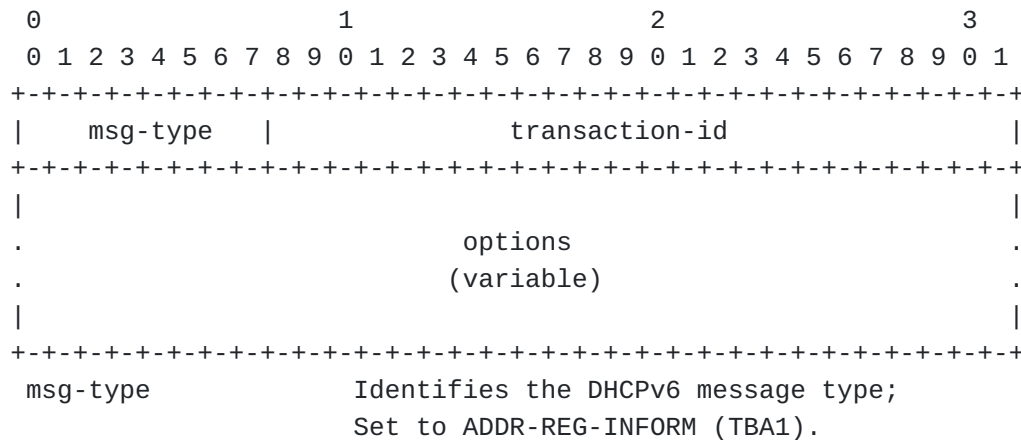 0                   1                   2                   3
 0 1 2 3 4 5 6 7 8 9 0 1 2 3 4 5 6 7 8 9 0 1 2 3 4 5 6 7 8 9 0 1
+-+-+-+-+-+-+-+-+-+-+-+-+-+-+-+-+-+-+-+-+-+-+-+-+-+-+-+-+-+-+-+-+
|    msg-type   |               transaction-id                  |
+-+-+-+-+-+-+-+-+-+-+-+-+-+-+-+-+-+-+-+-+-+-+-+-+-+-+-+-+-+-+-+-+
|                                                               |
.                            options                            .
.                           (variable)                          .
|                                                               |
+-+-+-+-+-+-+-+-+-+-+-+-+-+-+-+-+-+-+-+-+-+-+-+-+-+-+-+-+-+-+-+-+
 msg-type             Identifies the DHCPv6 message type;
                      Set to ADDR-REG-INFORM (TBA1).